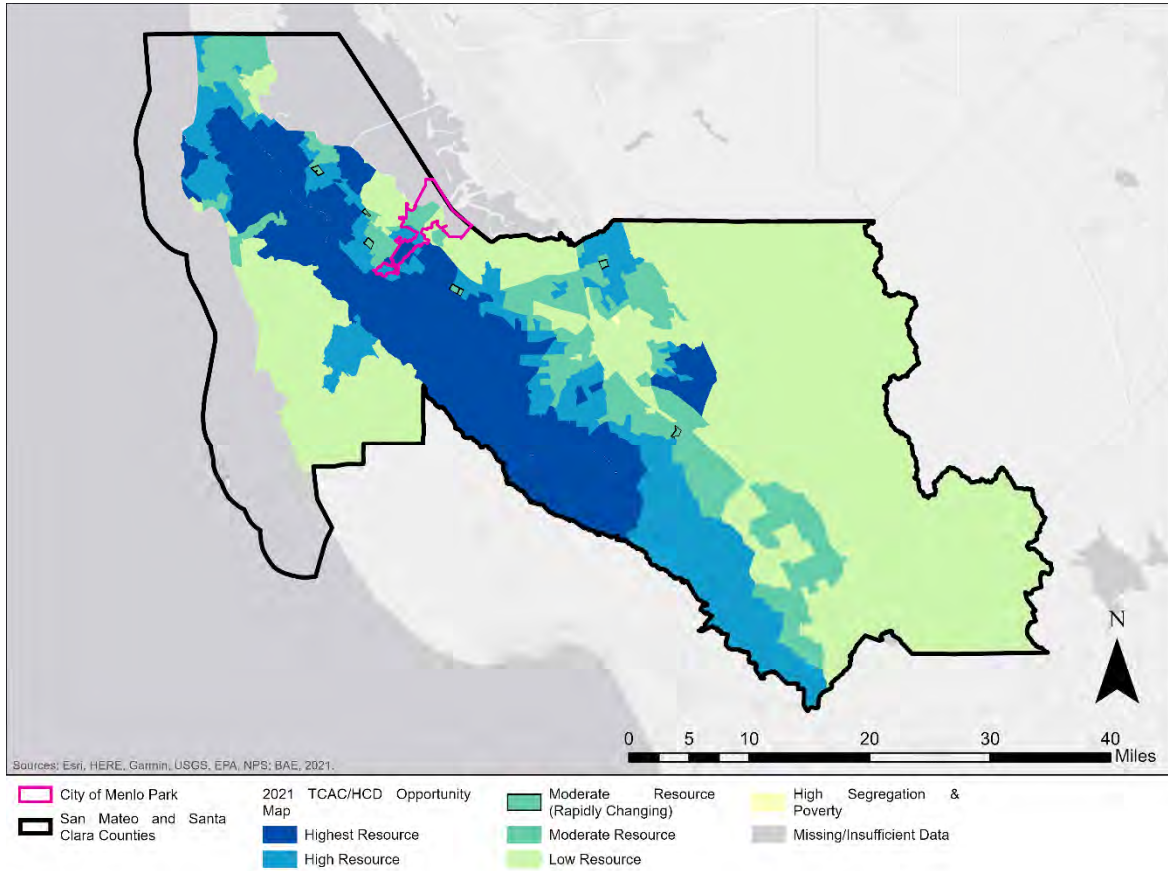 N
0 5 10 20 30 40
Miles
Sources: Esri, HERE, Garmin, USGS, EPA, NPS; BAE, 2021.
City of Menlo Park
San Mateo and Santa
Clara Counties
2021 TCAC/HCD Opportunity
Map
Highest Resource
High Resource
Moderate Resource
(Rapidly Changing)
Moderate Resource
Low Resource
High Segregation &
Poverty
Missing/Insufficient Data